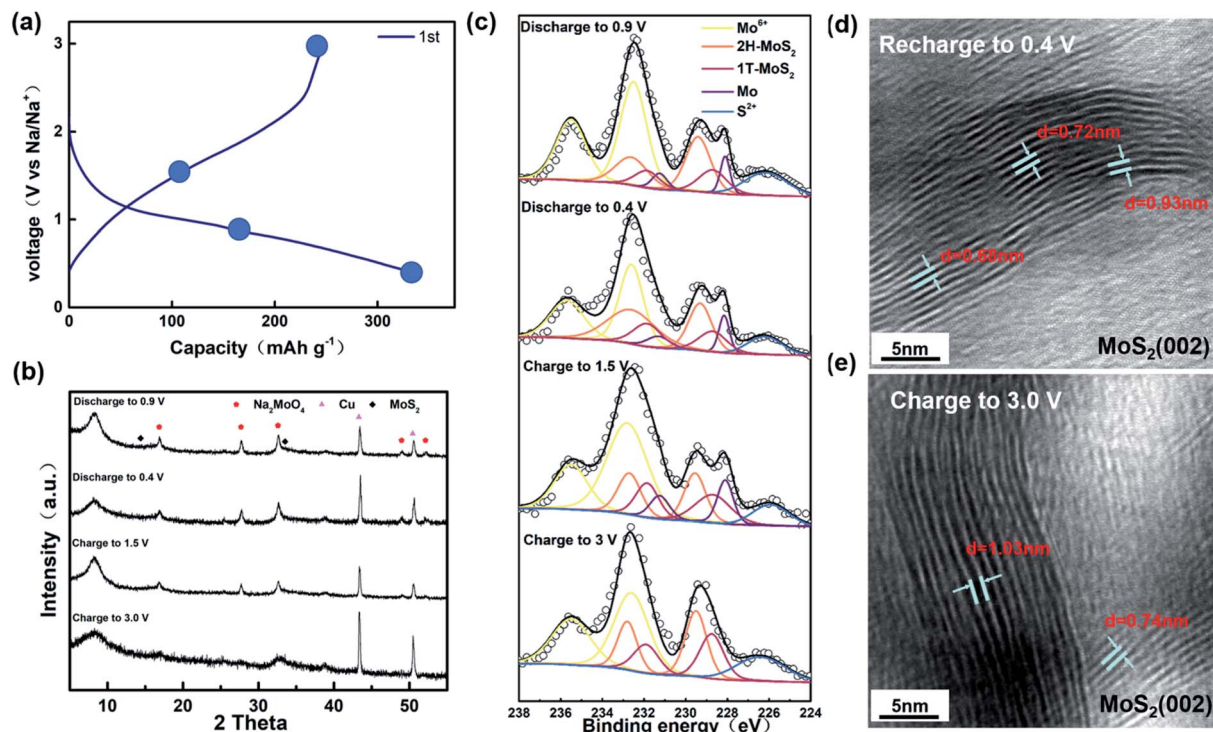 (a)
1st
3
2
1
0
voltage（V vs Na/Na⁺）
0
100
200
300
Capacity（mAh g⁻¹）
(b)
Discharge to 0.9 V
Na₂MoO₄
Cu
MoS₂
Discharge to 0.4 V
Charge to 1.5 V
Charge to 3.0 V
Intensity（a.u.）
10
20
30
40
50
2 Theta
(c)
Discharge to 0.9 V
Mo⁶⁺
2H-MoS₂
1T-MoS₂
Mo
S²⁺
Discharge to 0.4 V
Charge to 1.5 V
Charge to 3 V
238
236
234
232
230
228
226
224
Binding energy（eV）
(d)
Recharge to 0.4 V
d=0.72nm
d=0.93nm
d=0.68nm
5nm
MoS₂(002)
(e)
Charge to 3.0 V
d=1.03nm
d=0.74nm
5nm
MoS₂(002)